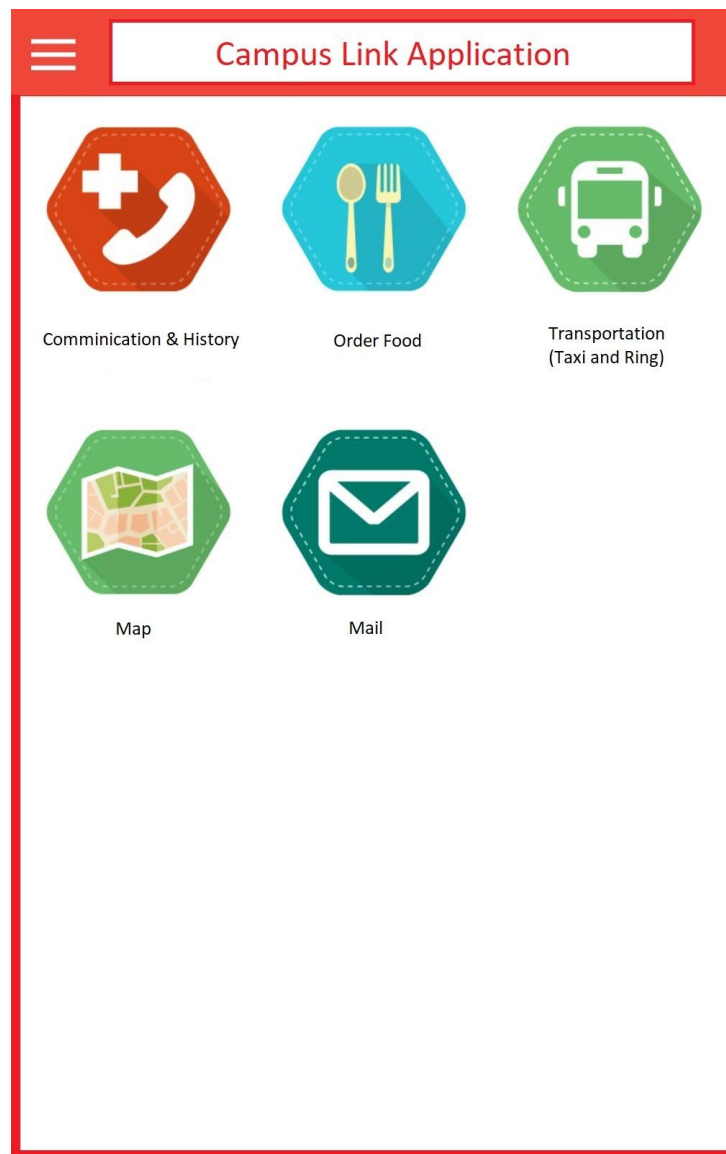 Campus Link Application
Comminication & History
Order Food
Transportation
(Taxi and Ring)
Map
Mail